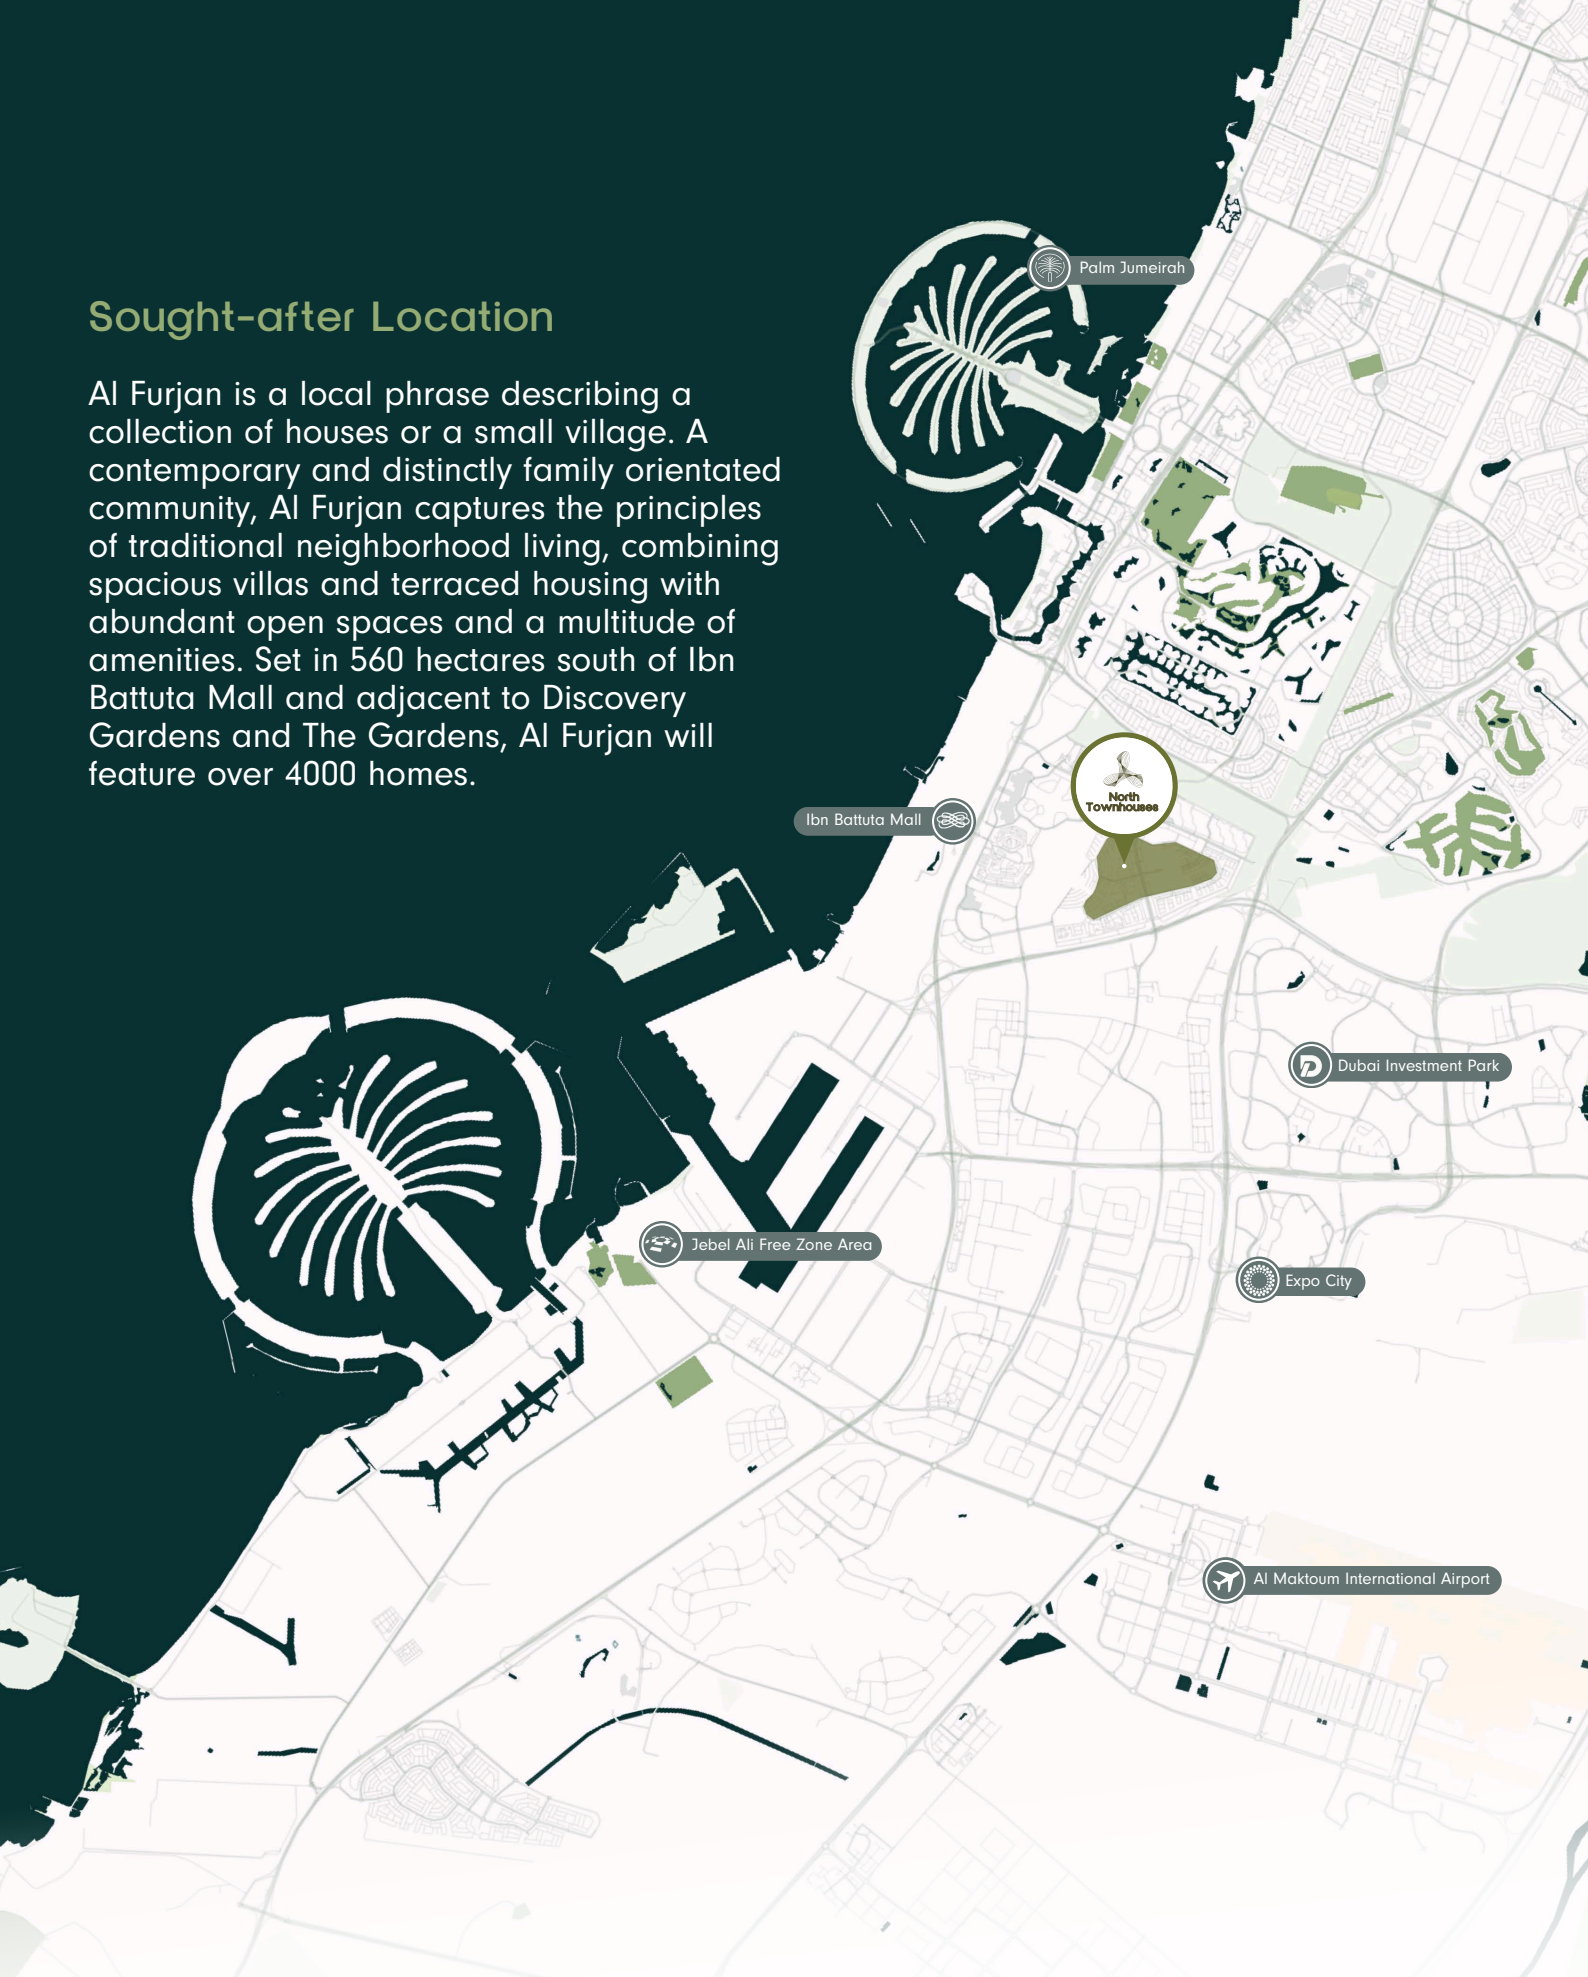 Sought-after Location
Al Furjan is a local phrase describing a
collection of houses or a small village. A
contemporary and distinctly family orientated
community, Al Furjan captures the principles
of traditional neighborhood living, combining
spacious villas and terraced housing with
abundant open spaces and a multitude of
amenities. Set in 560 hectares south of Ibn
Battuta Mall and adjacent to Discovery
Gardens and The Gardens, Al Furjan will
feature over 4000 homes.
Palm Jumeirah
North
Townhouses
Ibn Battuta Mall
Dubai Investment Park
Jebel Ali Free Zone Area
Expo City
Al Maktoum International Airport